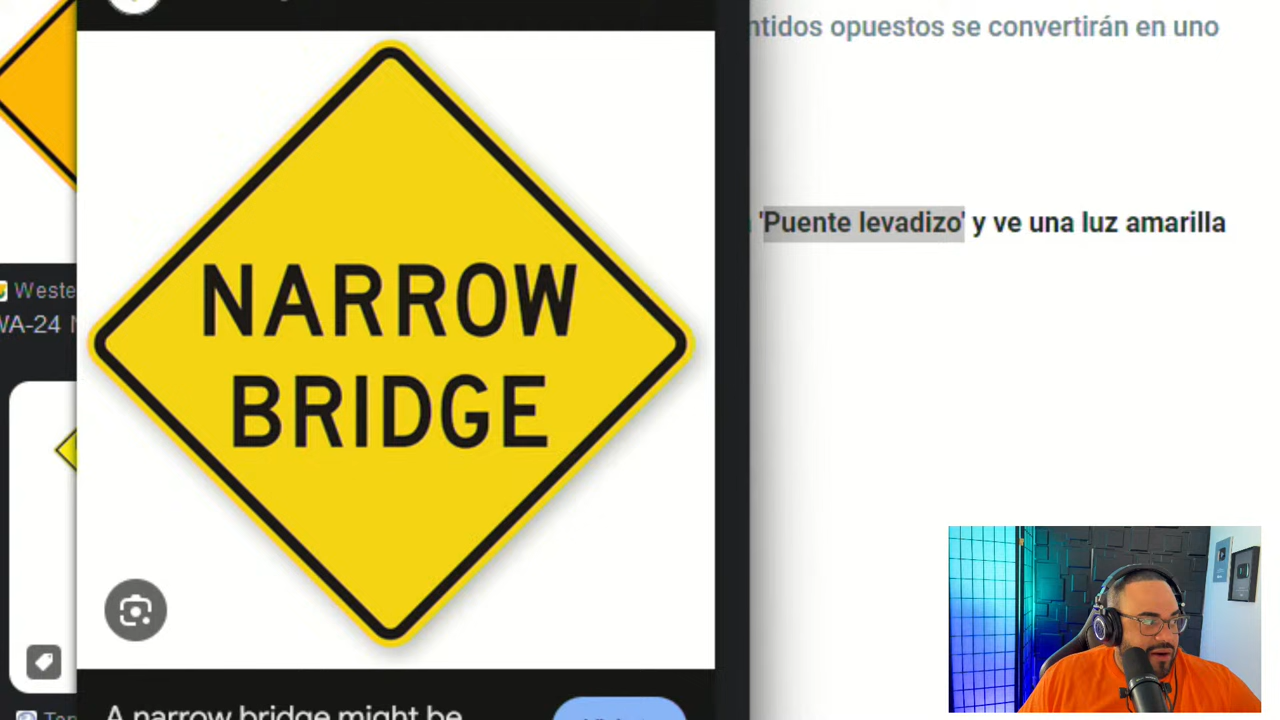 ntidos opuestos se convertirán en uno
'Puente levadizo' y ve una luz amarilla
NARROW
BRIDGE
Weste
WA-24
A narrow bridge might be